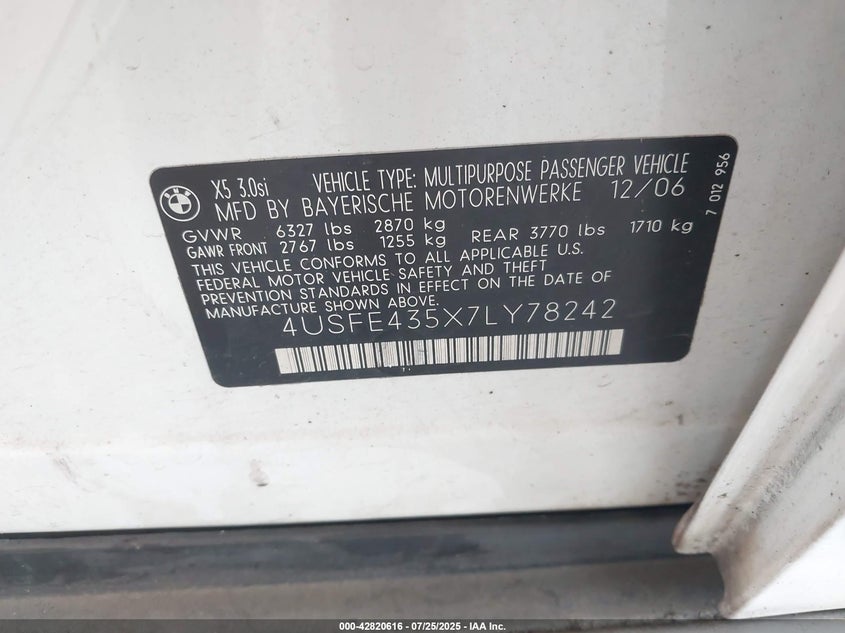 BMW
X5 3.0si VEHICLE TYPE: MULTIPURPOSE PASSENGER VEHICLE
MFD BY BAYERISCHE MOTORENWERKE 12/06
GVWR 6327 lbs 2870 kg
GAWR FRONT 2767 lbs 1255 kg REAR 3770 lbs 1710 kg
THIS VEHICLE CONFORMS TO ALL APPLICABLE U.S.
FEDERAL MOTOR VEHICLE SAFETY AND THEFT
PREVENTION STANDARDS IN EFFECT ON THE DATE OF
MANUFACTURE SHOWN ABOVE.
4USFE435X7LY78242
7 012 956
000-42820616 - 07/25/2025 - IAA Inc.